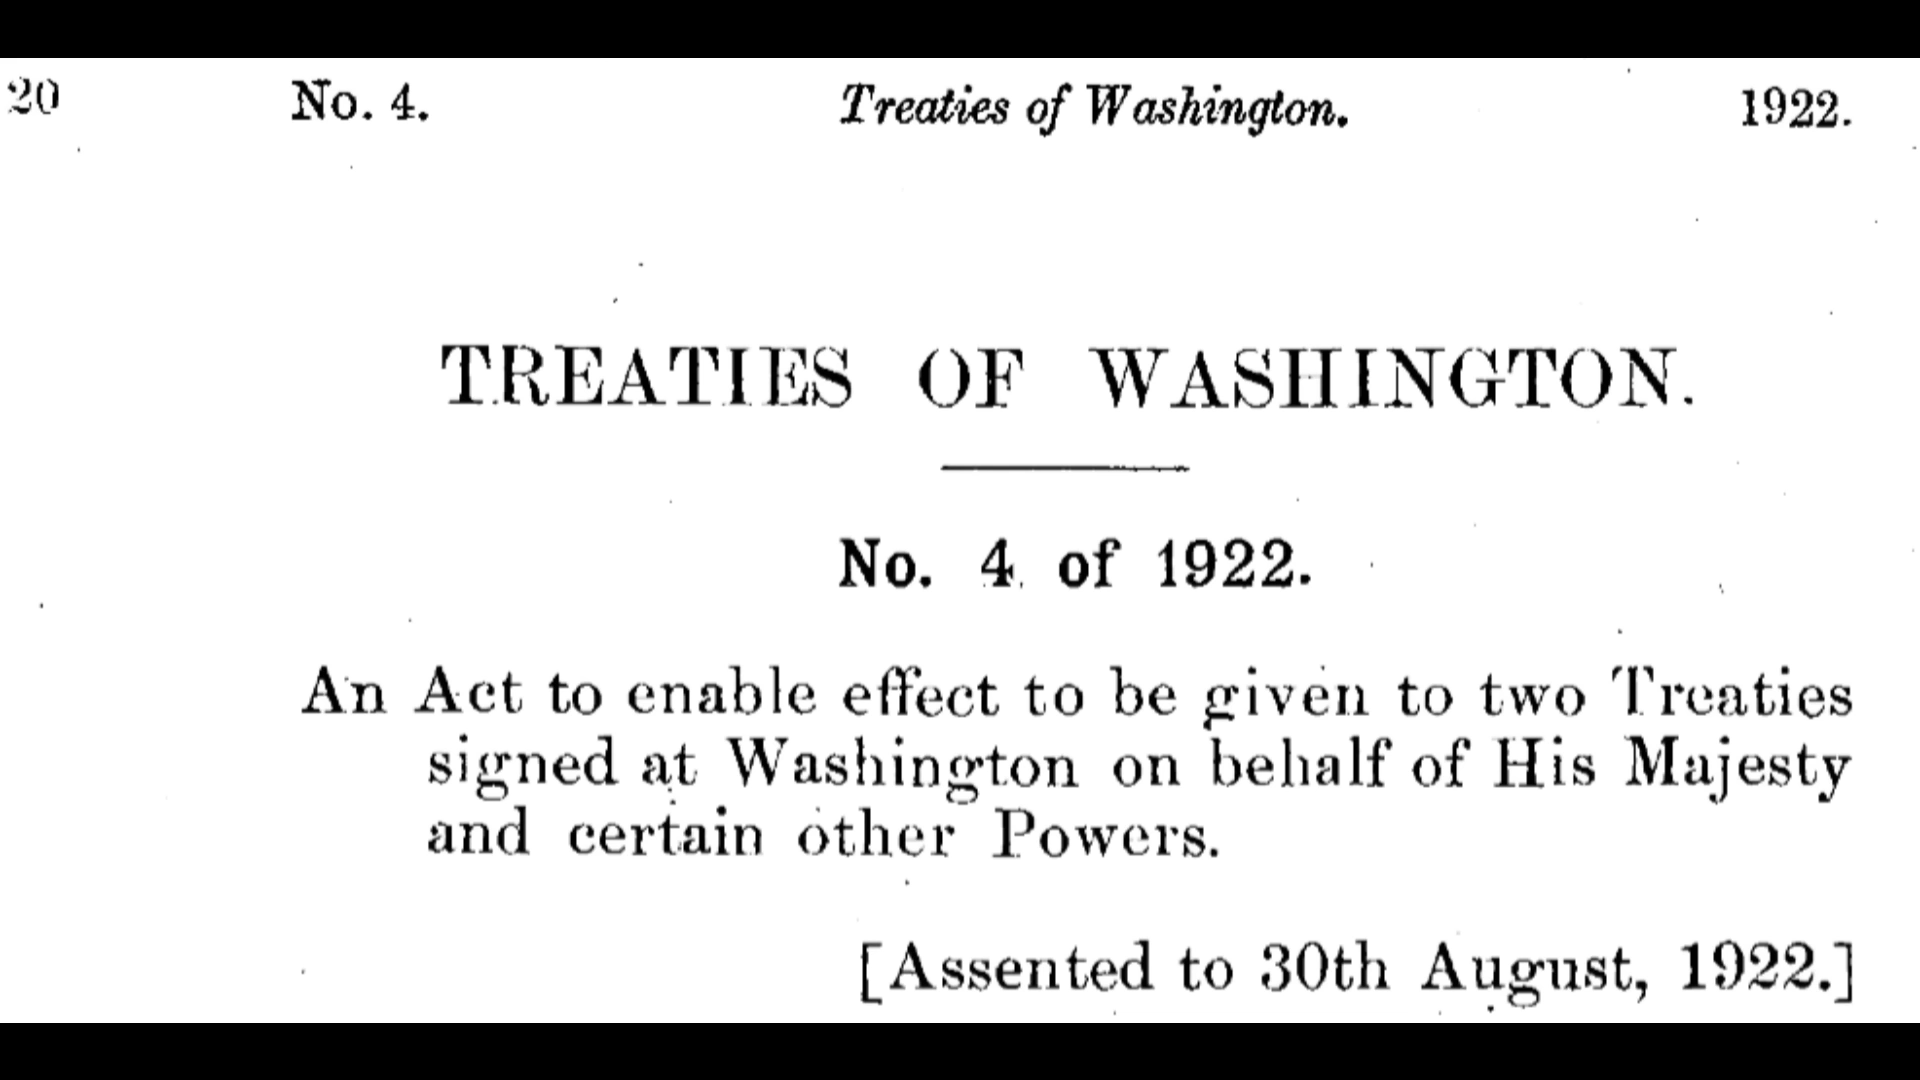 20 No. 4. Treaties of Washington. 1922.
TREATIES OF WASHINGTON.
No. 4 of 1922.
An Act to enable effect to be given to two Treaties
signed at Washington on behalf of His Majesty
and certain other Powers.
[Assented to 30th August, 1922.]